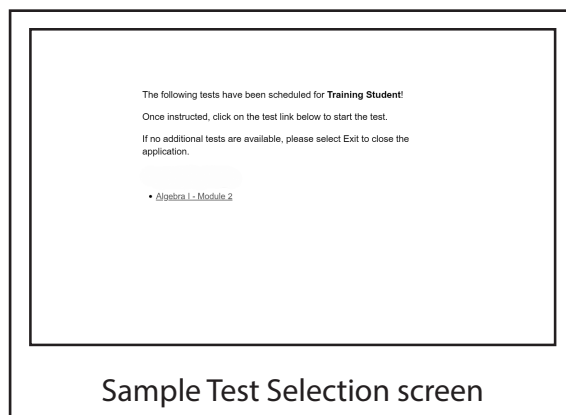 The following tests have been scheduled for Training Student!
Once instructed, click on the test link below to start the test.
If no additional tests are available, please select Exit to close the
application.
• Algebra I - Module 2
Sample Test Selection screen